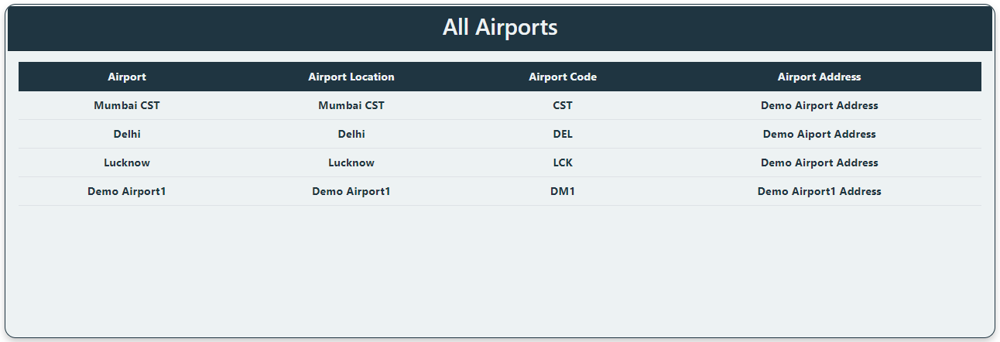 All Airports
Airport Airport Location Airport Code Airport Address
Mumbai CST Mumbai CST CST Demo Airport Address
Delhi Delhi DEL Demo Aiport Address
Lucknow Lucknow LCK Demo Airport Address
Demo Airport1 Demo Airport1 DM1 Demo Airport1 Address